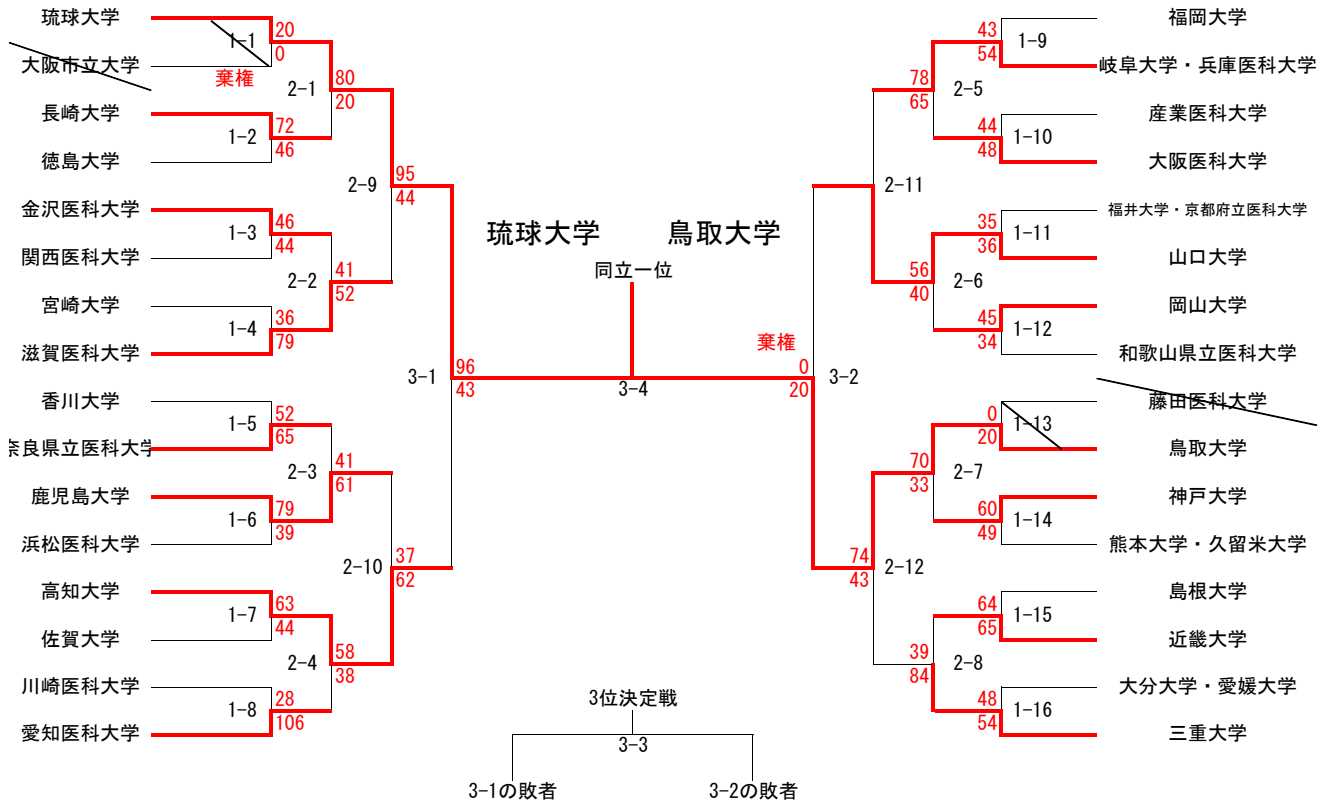 琉球大学
20
1-1
0
大阪市立大学
棄権
2-1
80
20
長崎大学
72
1-2
46
徳島大学
2-9
95
44
金沢医科大学
46
1-3
44
関西医科大学
2-2
41
52
宮崎大学
36
1-4
79
滋賀医科大学
3-1
96
43
香川大学
52
1-5
65
奈良県立医科大学
2-3
41
61
鹿児島大学
79
1-6
39
浜松医科大学
2-10
37
62
高知大学
63
1-7
44
佐賀大学
2-4
58
38
川崎医科大学
28
1-8
106
愛知医科大学
琉球大学 鳥取大学
同立一位
3-4
3位決定戦
3-3
3-1の敗者 3-2の敗者
福岡大学
43
1-9
54
岐阜大学・兵庫医科大学
78
2-5
65
産業医科大学
44
1-10
48
大阪医科大学
2-11
福井大学・京都府立医科大学
35
1-11
36
山口大学
56
2-6
40
岡山大学
45
1-12
34
和歌山県立医科大学
棄権
0
3-2
20
藤田医科大学
0
1-13
20
鳥取大学
70
2-7
33
神戸大学
60
1-14
49
熊本大学・久留米大学
74
2-12
43
島根大学
64
1-15
65
近畿大学
39
2-8
84
大分大学・愛媛大学
48
1-16
54
三重大学